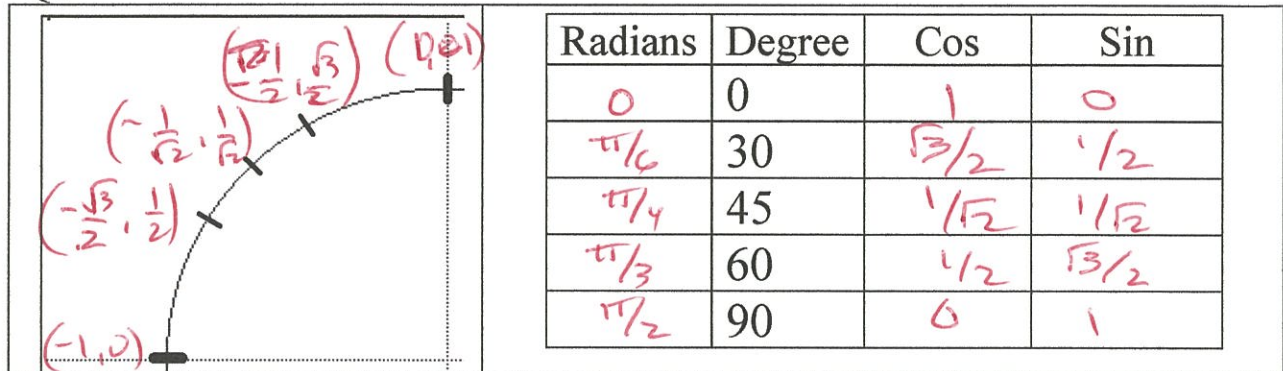 (0, 1)
(-1/2, √3/2)
(-1/√2, 1/√2)
(-√3/2, 1/2)
(-1, 0)
Radians Degree Cos Sin
0 0 1 0
π/6 30 √3/2 1/2
π/4 45 1/√2 1/√2
π/3 60 1/2 √3/2
π/2 90 0 1